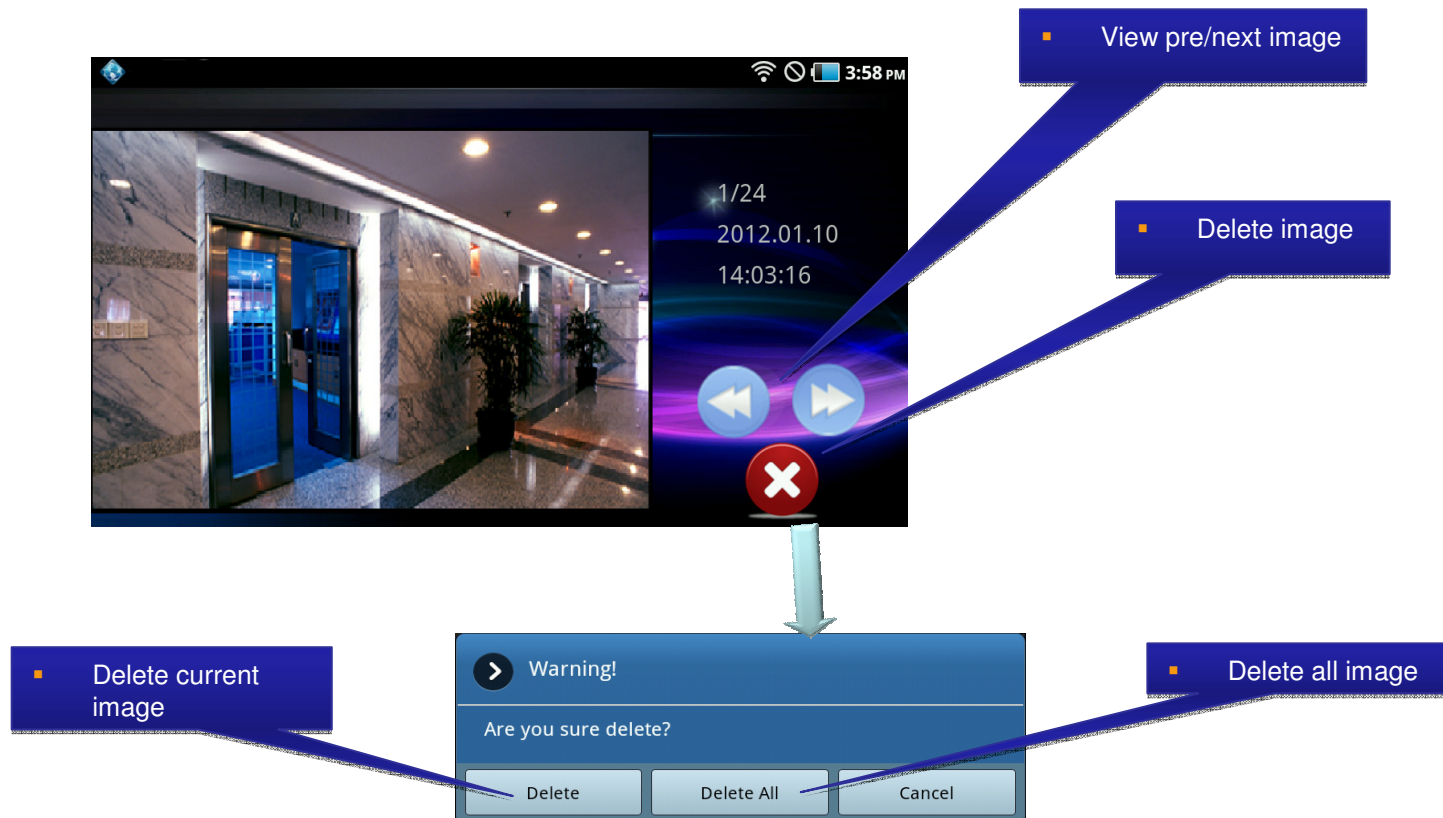 View pre/next image
3:58 PM
1/24
2012.01.10
14:03:16
Delete image
A
Delete current
image
Warning!
Are you sure delete?
Delete
Delete All
Cancel
Delete all image